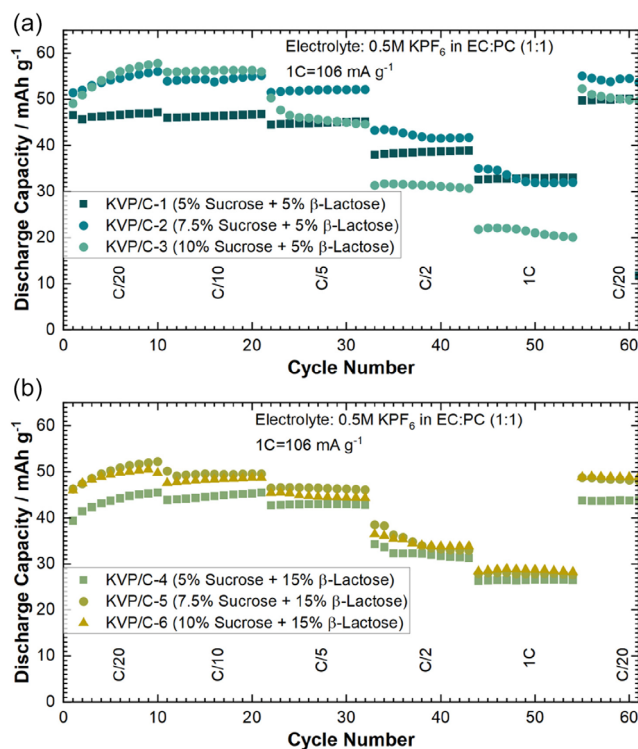 (a)
Discharge Capacity / mAh g⁻¹
60
50
40
30
20
10
0
Electrolyte: 0.5M KPF₆ in EC:PC (1:1)
1C=106 mA g⁻¹
KVP/C-1 (5% Sucrose + 5% β-Lactose)
KVP/C-2 (7.5% Sucrose + 5% β-Lactose)
KVP/C-3 (10% Sucrose + 5% β-Lactose)
C/20
C/10
C/5
C/2
1C
C/20
0 10 20 30 40 50 60
Cycle Number
(b)
Discharge Capacity / mAh g⁻¹
60
50
40
30
20
10
0
Electrolyte: 0.5M KPF₆ in EC:PC (1:1)
1C=106 mA g⁻¹
KVP/C-4 (5% Sucrose + 15% β-Lactose)
KVP/C-5 (7.5% Sucrose + 15% β-Lactose)
KVP/C-6 (10% Sucrose + 15% β-Lactose)
C/20
C/10
C/5
C/2
1C
C/20
0 10 20 30 40 50 60
Cycle Number